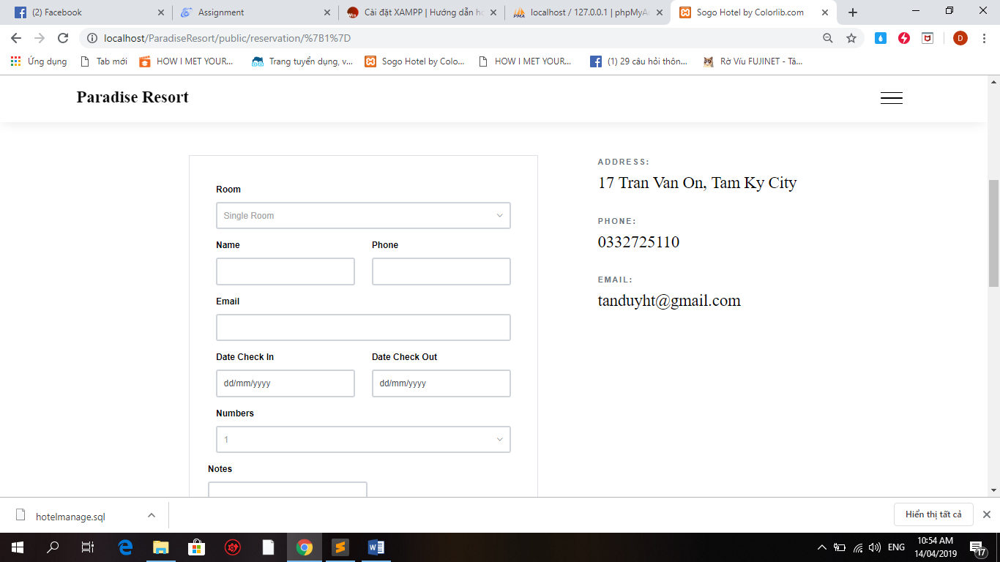 (2) Facebook
Assignment
Cài đặt XAMPP | Hướng dẫn họ
localhost / 127.0.0.1 | phpMyA
Sogo Hotel by Colorlib.com
localhost/ParadiseResort/public/reservation/%7B1%7D
D
Ứng dụng
Tab mới
HOW I MET YOUR...
Trang tuyển dụng, v...
Sogo Hotel by Colo...
HOW I MET YOUR...
(1) 29 câu hỏi thôn...
Rờ Víu FUJINET - Tâ...
Paradise Resort
Room
Single Room
Name
Phone
Email
Date Check In
Date Check Out
dd/mm/yyyy
dd/mm/yyyy
Numbers
1
Notes
ADDRESS:
17 Tran Van On, Tam Ky City
PHONE:
0332725110
EMAIL:
tanduyht@gmail.com
hotelmanage.sql
Hiển thị tất cả
ENG
10:54 AM
14/04/2019
17